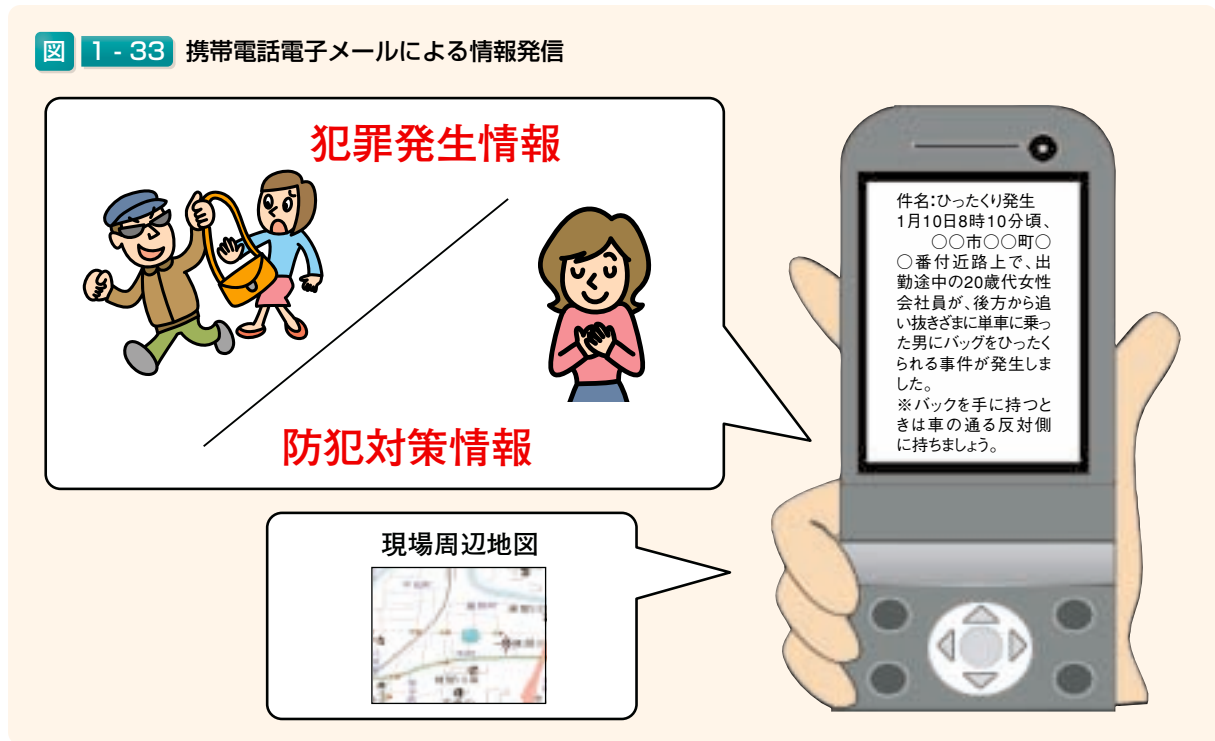 図 1-33 携帯電話電子メールによる情報発信
犯罪発生情報
防犯対策情報
現場周辺地図
件名:ひったくり発生
1月10日8時10分頃、
○○市○○町○
○番付近路上で、出
勤途中の20歳代女性
会社員が、後方から追
い抜きざまに単車に乗っ
た男にバッグをひったく
られる事件が発生しま
した。
※バックを手に持つと
きは車の通る反対側
に持ちましょう。